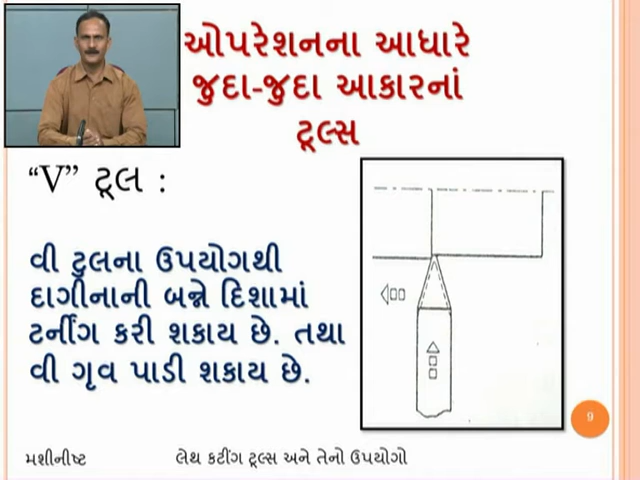 ઓપરેશનના આધારે
જુદા-જુદા આકારનાં
ટૂલ્સ
“V” ટૂલ :
વી ટુલના ઉપયોગથી
દાગીનાની બન્ને દિશામાં
ટર્નીંગ કરી શકાય છે. તથા
વી ગૃવ પાડી શકાય છે.
9
મશીનીષ્ટ
લેથ કટીંગ ટૂલ્સ અને તેનો ઉપયોગો